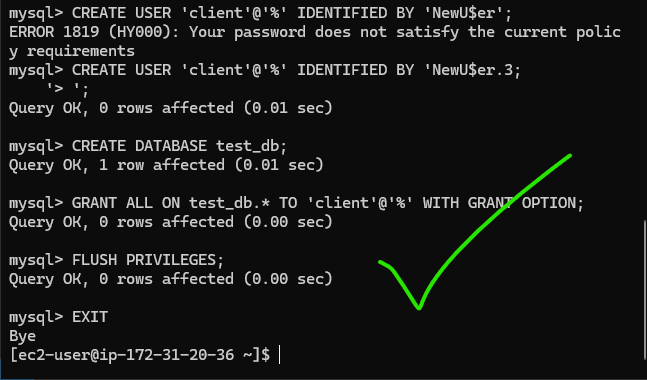 mysql> CREATE USER 'client'@'%' IDENTIFIED BY 'NewU$er';
ERROR 1819 (HY000): Your password does not satisfy the current polic
y requirements
mysql> CREATE USER 'client'@'%' IDENTIFIED BY 'NewU$er.3;
    '> ';
Query OK, 0 rows affected (0.01 sec)

mysql> CREATE DATABASE test_db;
Query OK, 1 row affected (0.01 sec)

mysql> GRANT ALL ON test_db.* TO 'client'@'%' WITH GRANT OPTION;
Query OK, 0 rows affected (0.00 sec)

mysql> FLUSH PRIVILEGES;
Query OK, 0 rows affected (0.00 sec)

mysql> EXIT
Bye
[ec2-user@ip-172-31-20-36 ~]$